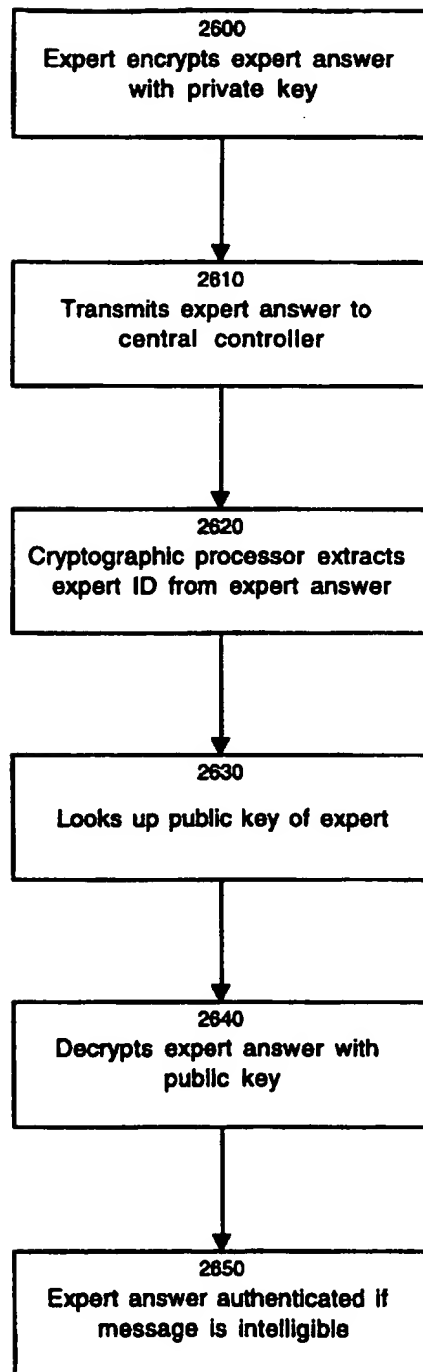 2600
Expert encrypts expert answer
with private key
2610
Transmits expert answer to
central controller
2620
Cryptographic processor extracts
expert ID from expert answer
2630
Looks up public key of expert
2640
Decrypts expert answer with
public key
2650
Expert answer authenticated if
message is intelligible